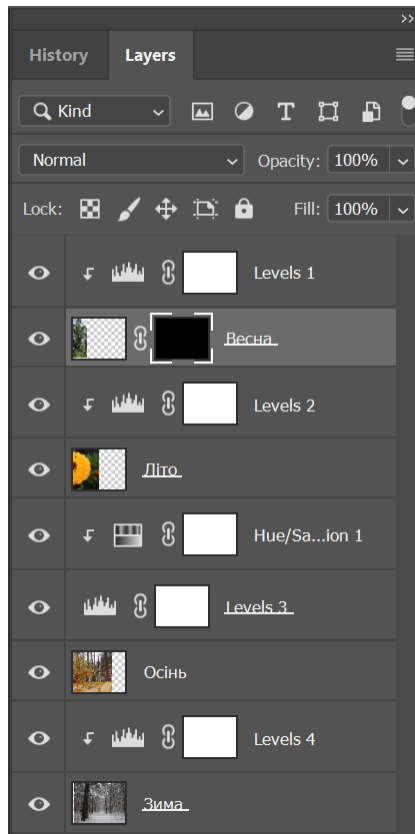 History Layers
Kind
Normal Opacity: 100%
Lock: Fill: 100%
Levels 1
Весна
Levels 2
Літо
Hue/Sa...ion 1
Levels 3
Осінь
Levels 4
Зима